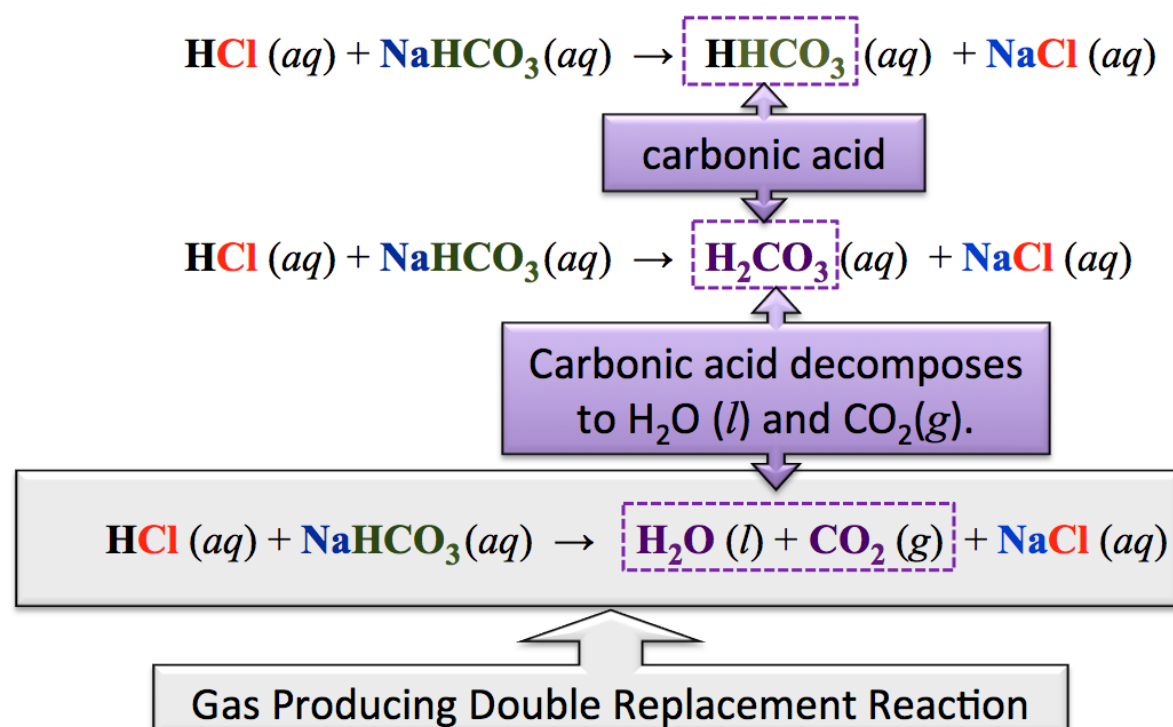 HCl (aq) + NaHCO₃ (aq) → HHCO₃ (aq) + NaCl (aq)
carbonic acid
HCl (aq) + NaHCO₃ (aq) → H₂CO₃ (aq) + NaCl (aq)
Carbonic acid decomposes
to H₂O (l) and CO₂(g).
HCl (aq) + NaHCO₃ (aq) → H₂O (l) + CO₂ (g) + NaCl (aq)
Gas Producing Double Replacement Reaction